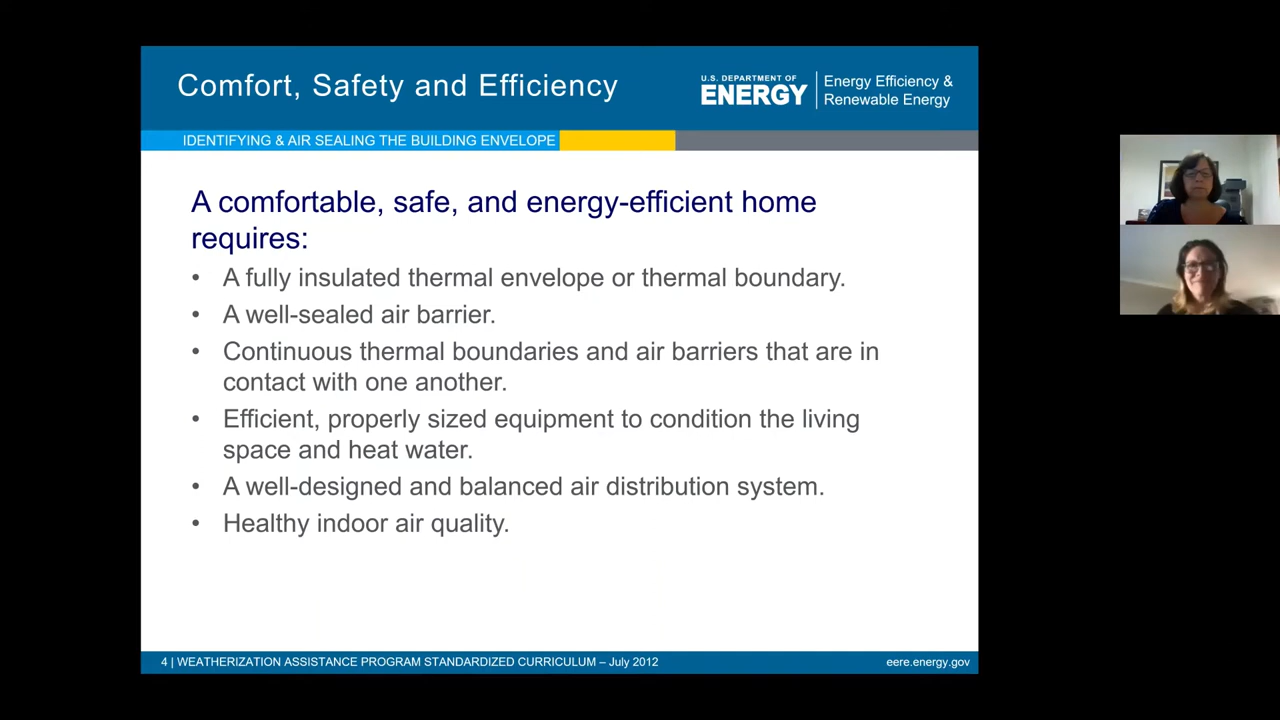 Comfort, Safety and Efficiency
U.S. DEPARTMENT OF
ENERGY
Energy Efficiency &
Renewable Energy
IDENTIFYING & AIR SEALING THE BUILDING ENVELOPE
A comfortable, safe, and energy-efficient home
requires:
• A fully insulated thermal envelope or thermal boundary.
• A well-sealed air barrier.
• Continuous thermal boundaries and air barriers that are in
contact with one another.
• Efficient, properly sized equipment to condition the living
space and heat water.
• A well-designed and balanced air distribution system.
• Healthy indoor air quality.
4 | WEATHERIZATION ASSISTANCE PROGRAM STANDARDIZED CURRICULUM – July 2012
eere.energy.gov